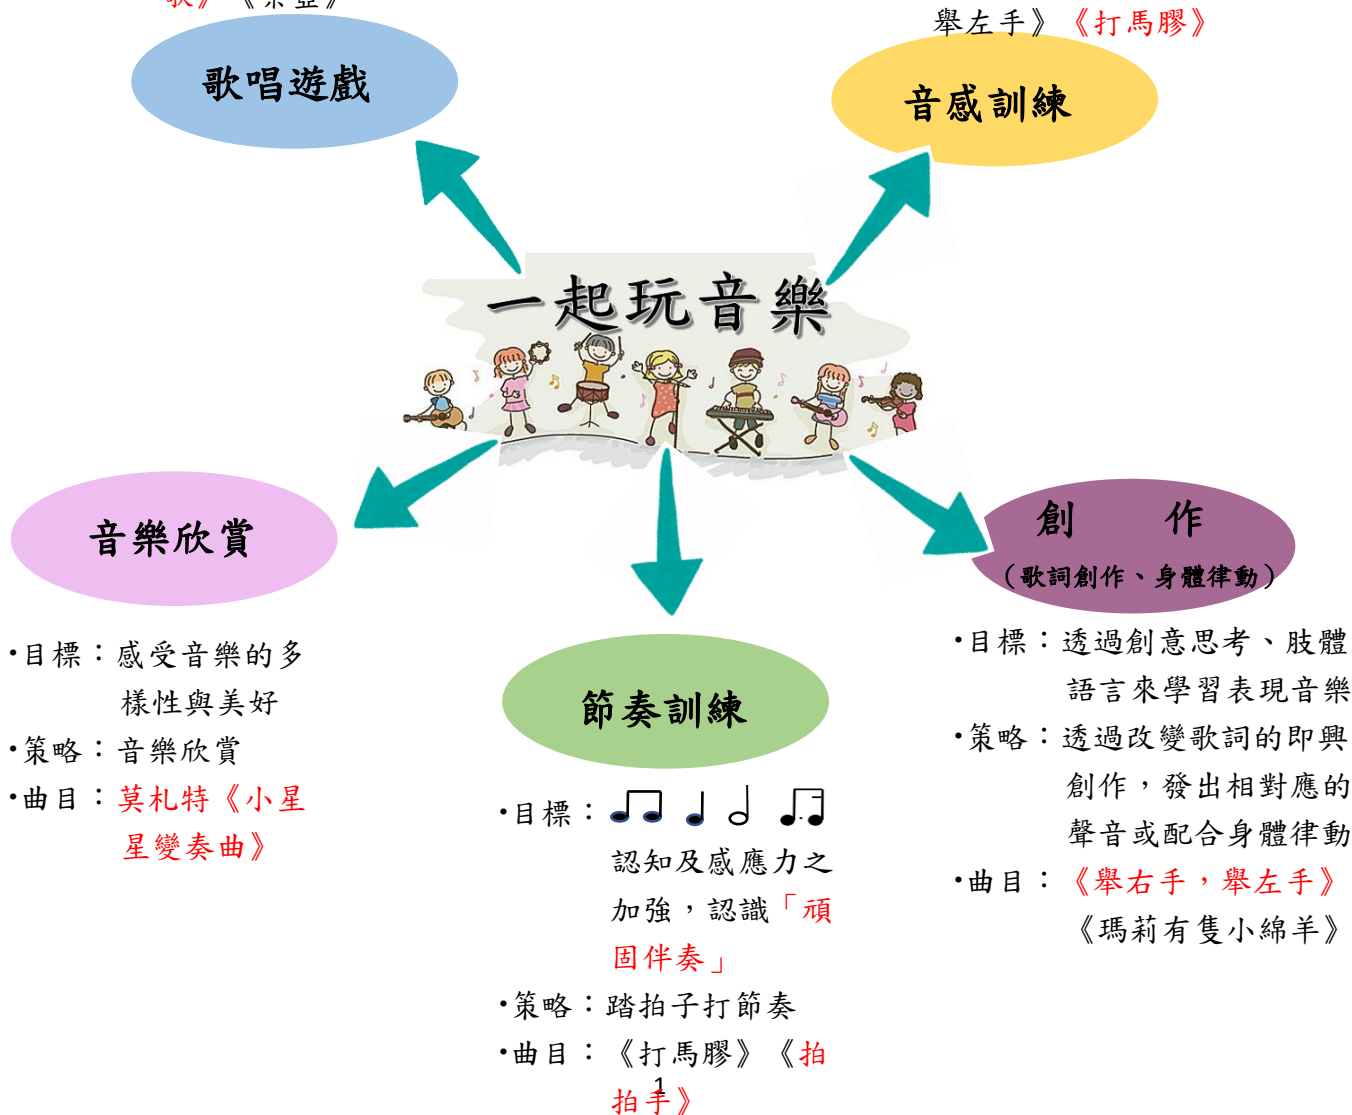 歌》
舉左手》《打馬膠》
歌唱遊戲
音感訓練
一起玩音樂
音樂欣賞
•目標：感受音樂的多
樣性與美好
•策略：音樂欣賞
•曲目：莫札特《小星
星變奏曲》
節奏訓練
•目標：
認知及感應力之
加強，認識「頑
固伴奏」
•策略：踏拍子打節奏
•曲目：《打馬膠》《拍
拍手》
創　　作
（歌詞創作、身體律動）
•目標：透過創意思考、肢體
語言來學習表現音樂
•策略：透過改變歌詞的即興
創作，發出相對應的
聲音或配合身體律動
•曲目：《舉右手，舉左手》
《瑪莉有隻小綿羊》
1